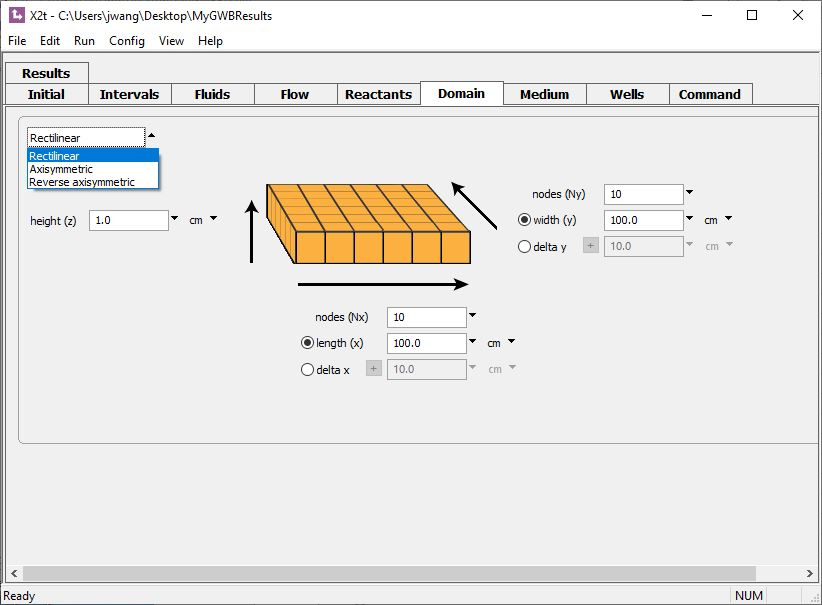 X2t - C:\Users\jwang\Desktop\MyGWBResults
File Edit Run Config View Help
Results
Initial Intervals Fluids Flow Reactants Domain Medium Wells Command
Rectilinear
Rectilinear
Axisymmetric
Reverse axisymmetric
height (z) 1.0 cm
nodes (Ny) 10
width (y) 100.0 cm
delta y + 10.0 cm
nodes (Nx) 10
length (x) 100.0 cm
delta x + 10.0 cm
Ready NUM